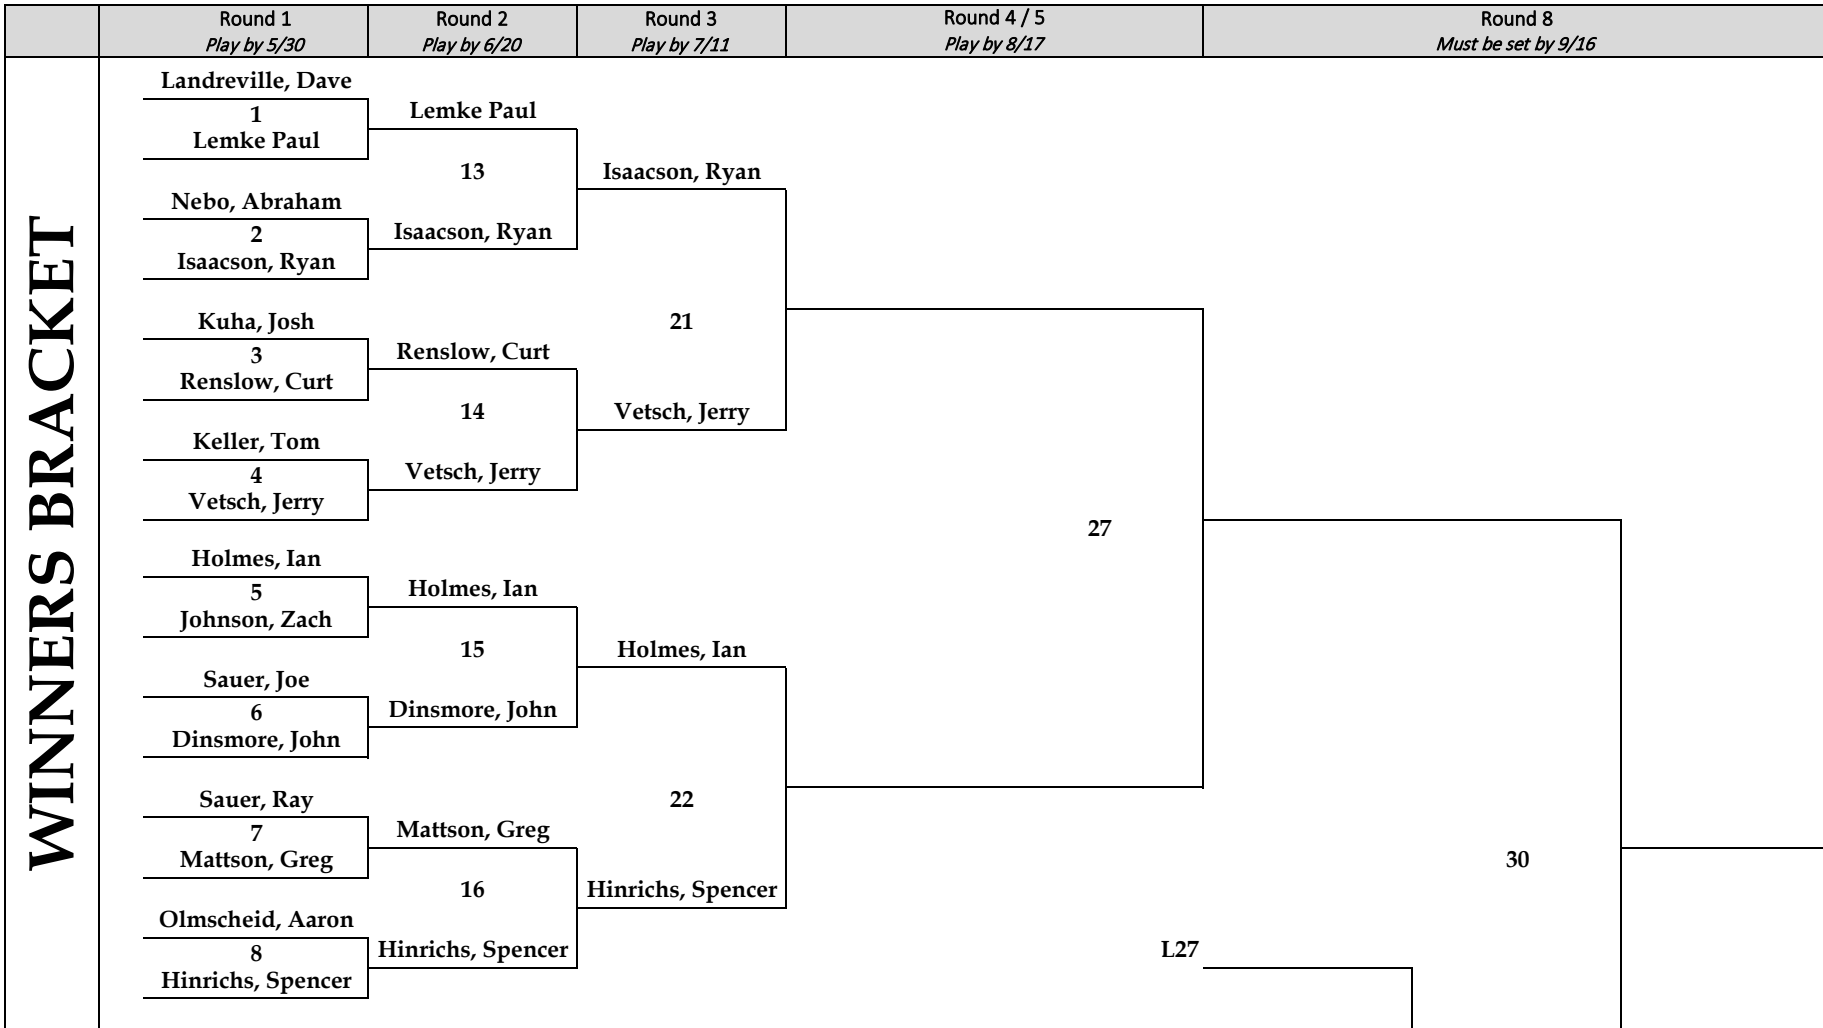 Round 1
Play by 5/30
Round 2
Play by 6/20
Round 3
Play by 7/11
Round 4 / 5
Play by 8/17
Round 8
Must be set by 9/16
WINNERS BRACKET
Landreville, Dave
1
Lemke Paul
Nebo, Abraham
2
Isaacson, Ryan
Kuha, Josh
3
Renslow, Curt
Keller, Tom
4
Vetsch, Jerry
Holmes, Ian
5
Johnson, Zach
Sauer, Joe
6
Dinsmore, John
Sauer, Ray
7
Mattson, Greg
Olmscheid, Aaron
8
Hinrichs, Spencer
Lemke Paul
13
Isaacson, Ryan
Renslow, Curt
14
Vetsch, Jerry
Holmes, Ian
15
Dinsmore, John
Mattson, Greg
16
Hinrichs, Spencer
Isaacson, Ryan
21
Vetsch, Jerry
Holmes, Ian
22
Hinrichs, Spencer
27
L27
30